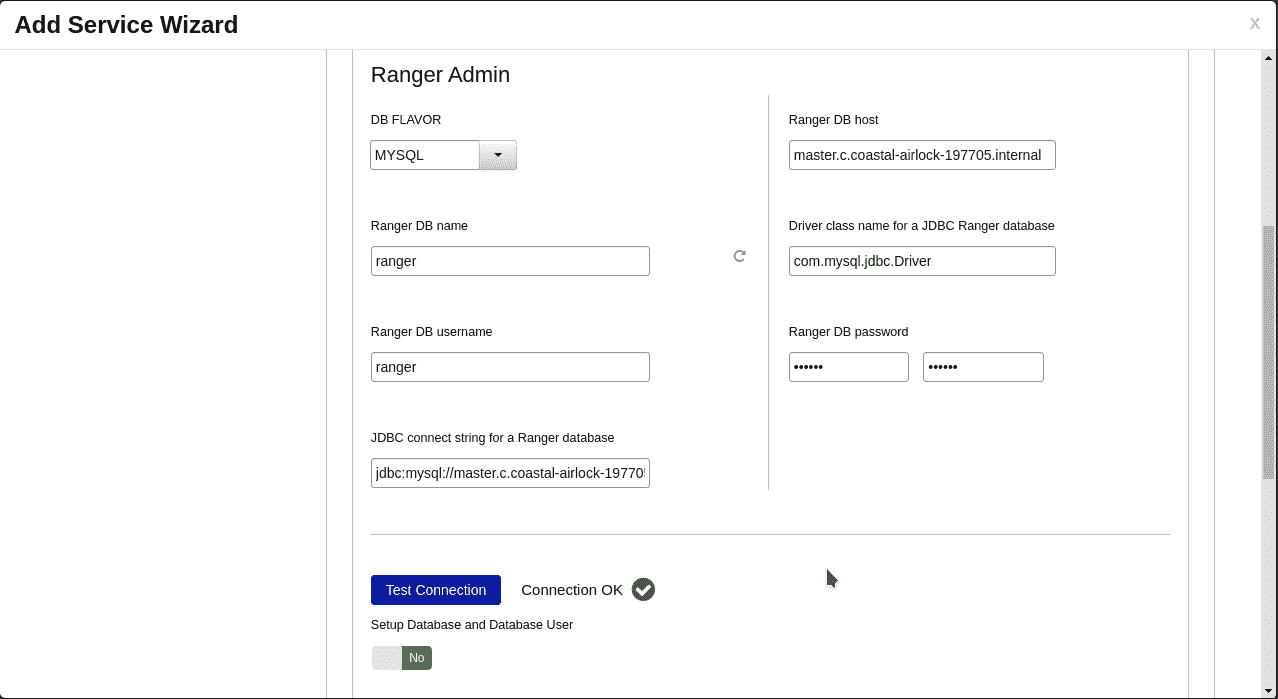 Add Service Wizard
X
Ranger Admin
DB FLAVOR
Ranger DB host
MYSQL
master.c.coastal-airlock-197705.internal
Ranger DB name
Driver class name for a JDBC Ranger database
ranger
com.mysql.jdbc.Driver
Ranger DB username
Ranger DB password
ranger
•••••• ••••••
JDBC connect string for a Ranger database
jdbc:mysql://master.c.coastal-airlock-19770
Test Connection
Connection OK
Setup Database and Database User
No